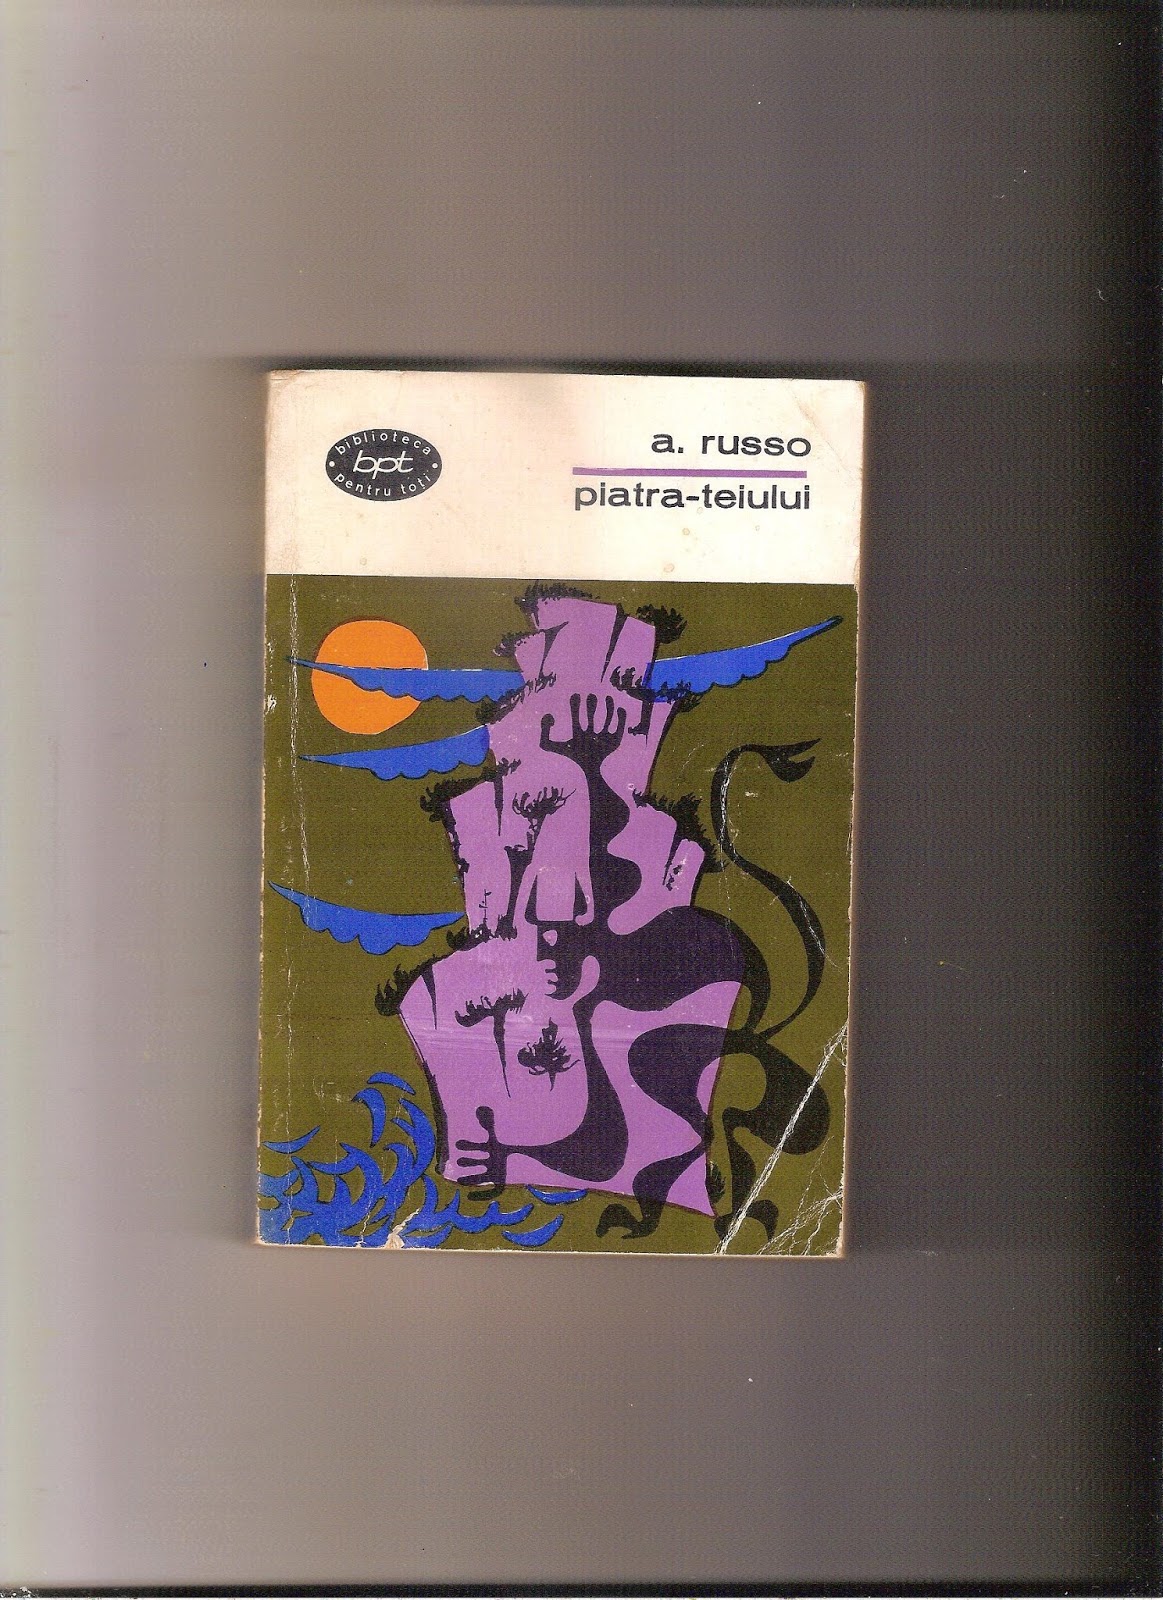 biblioteca
bpt
pentru toți
a. russo
piatra-teiului